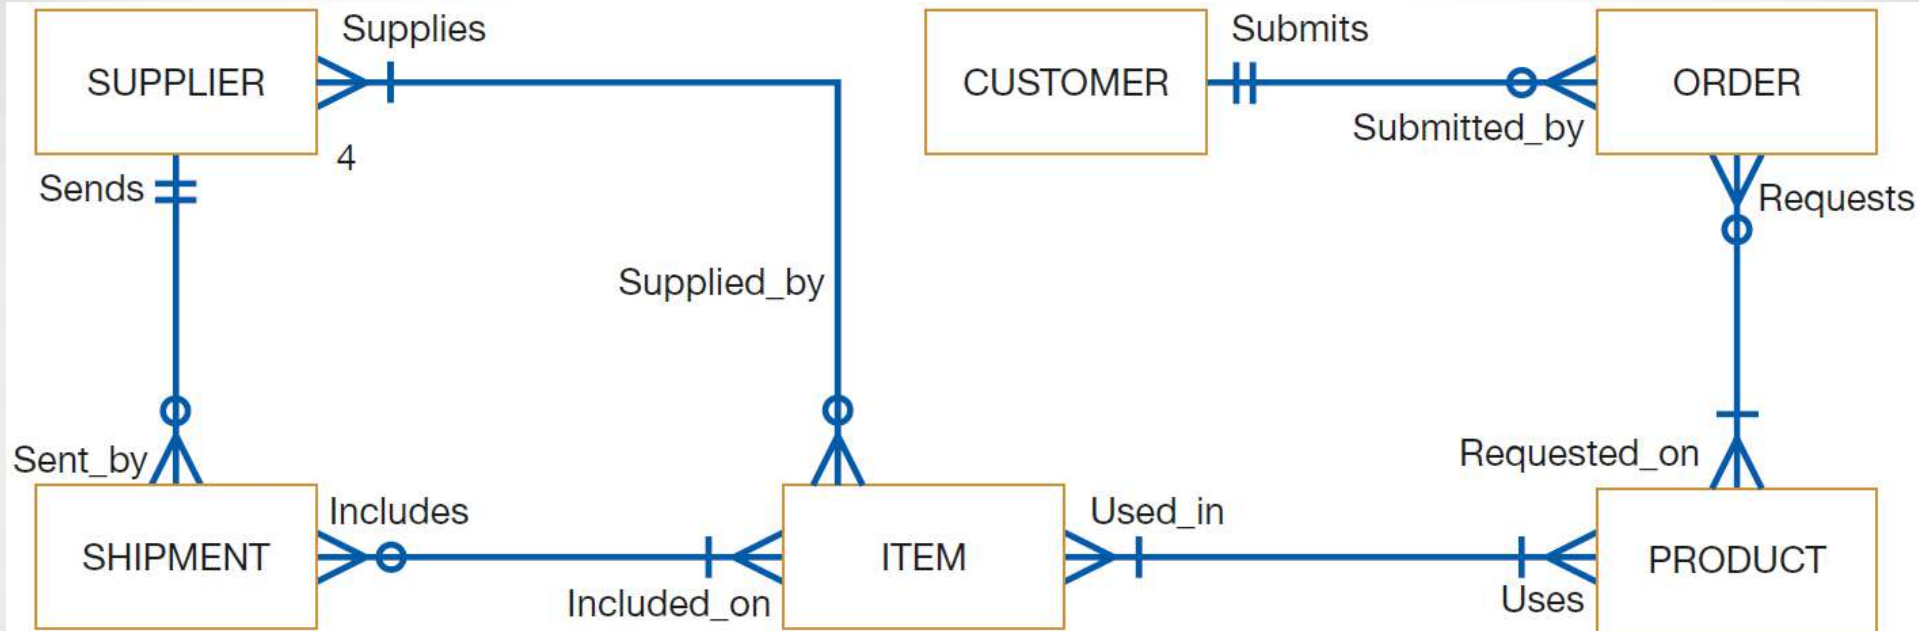 Supplies
Submits
SUPPLIER
CUSTOMER
ORDER
Submitted_by
4
Sends
Requests
Supplied_by
Sent_by
Requested_on
Includes
Used_in
SHIPMENT
ITEM
PRODUCT
Included_on
Uses